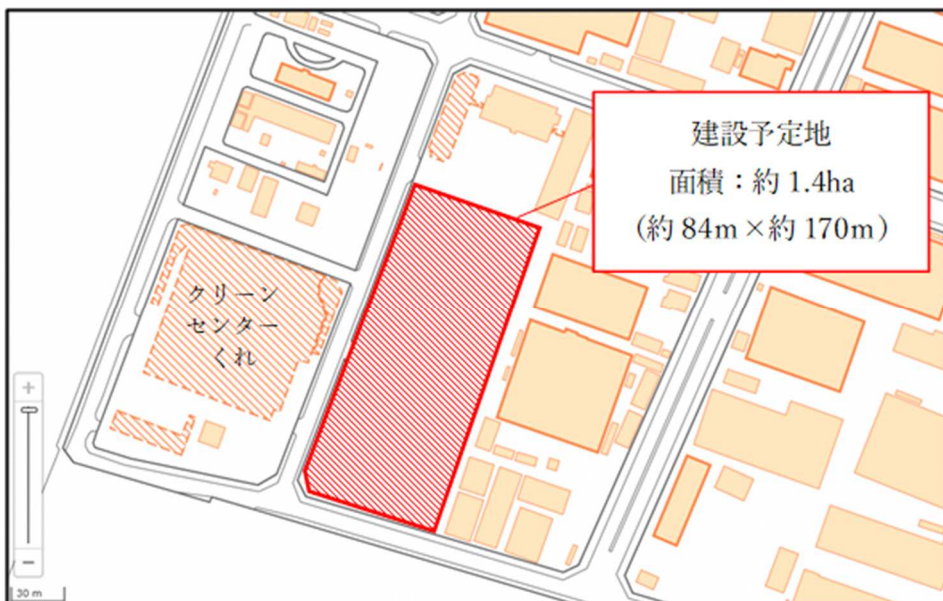 建設予定地
面積：約 1.4ha
(約 84m×約 170m)
クリーン
センター
くれ
+
−
30 m